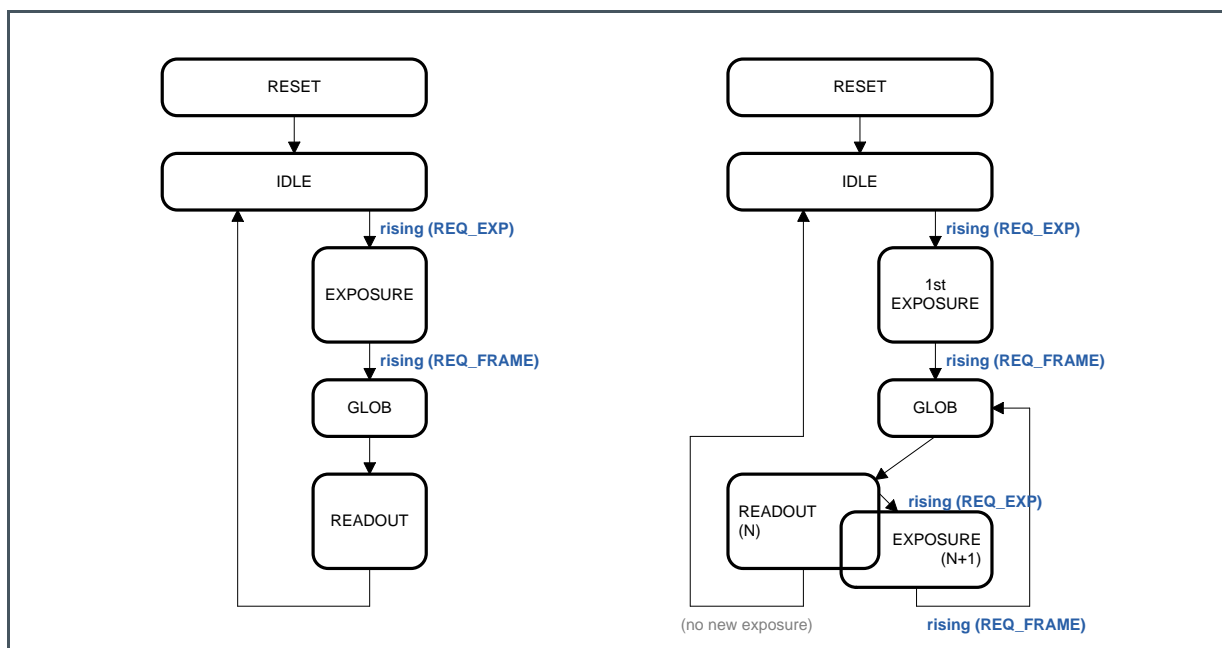 RESET
IDLE
rising (REQ_EXP)
EXPOSURE
rising (REQ_FRAME)
GLOB
READOUT
RESET
IDLE
rising (REQ_EXP)
1st
EXPOSURE
rising (REQ_FRAME)
GLOB
READOUT
(N)
rising (REQ_EXP)
EXPOSURE
(N+1)
(no new exposure)
rising (REQ_FRAME)